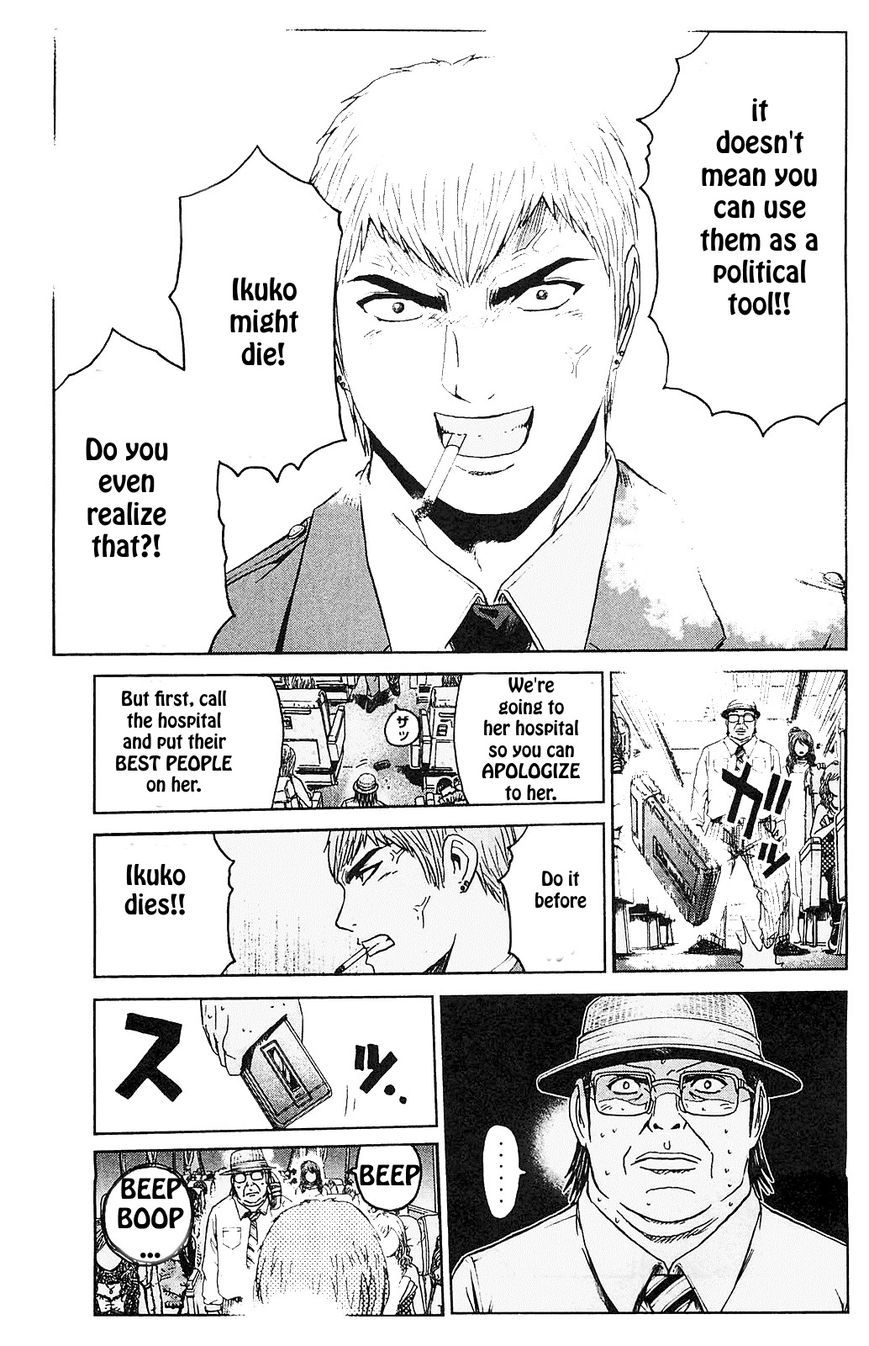 it
doesn't
mean you
can use
them as a
political
tool!!
Ikuko
might
die!
Do you
even
realize
that?!
We're
going to
her hospital
so you can
APOLOGIZE
to her.
サッ
But first, call
the hospital
and put their
BEST PEOPLE
on her.
ガッ
Do it
before
Ikuko
dies!!
......
スッ..
BEEP
BEEP
BOOP
...